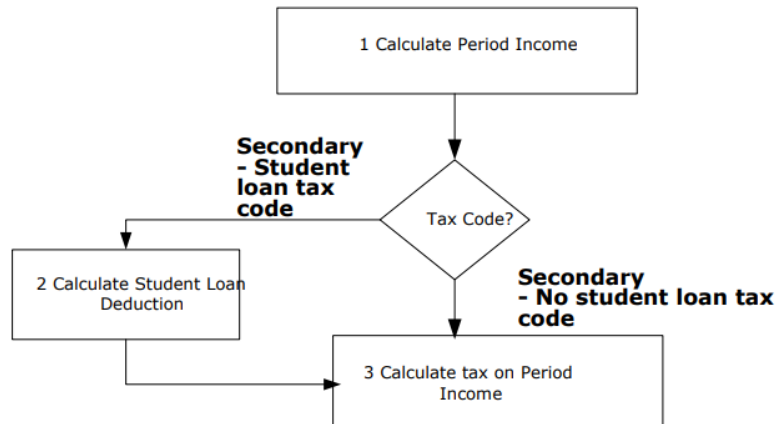 1 Calculate Period Income
Secondary
- Student
loan tax
code
Tax Code?
2 Calculate Student Loan
Deduction
Secondary
- No student loan tax
code
3 Calculate tax on Period
Income